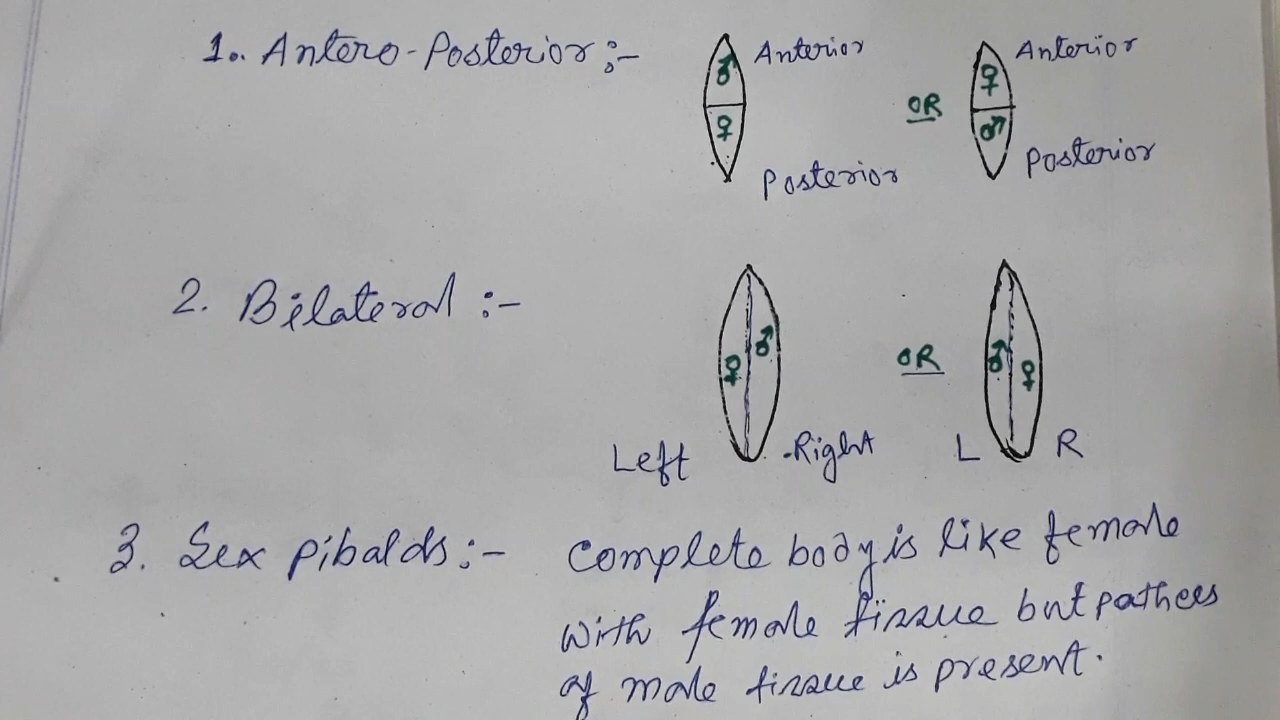 1. Antero-Posterior :- ♂ Anterior OR ♀ Anterior
♀ Posterior ♂ Posterior
2. Bilateral :- ♀ ♂ OR ♂ ♀
Left Right L R
3. Sex pibalds :- Complete body is like female
with female tissue but pathees
of male tissue is present.